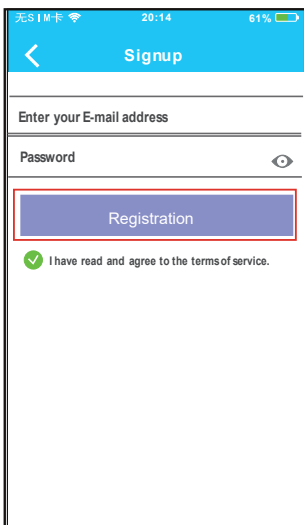 无SIM卡 20:14 61%
Signup
Enter your E-mail address
Password
Registration
I have read and agree to the terms of service.